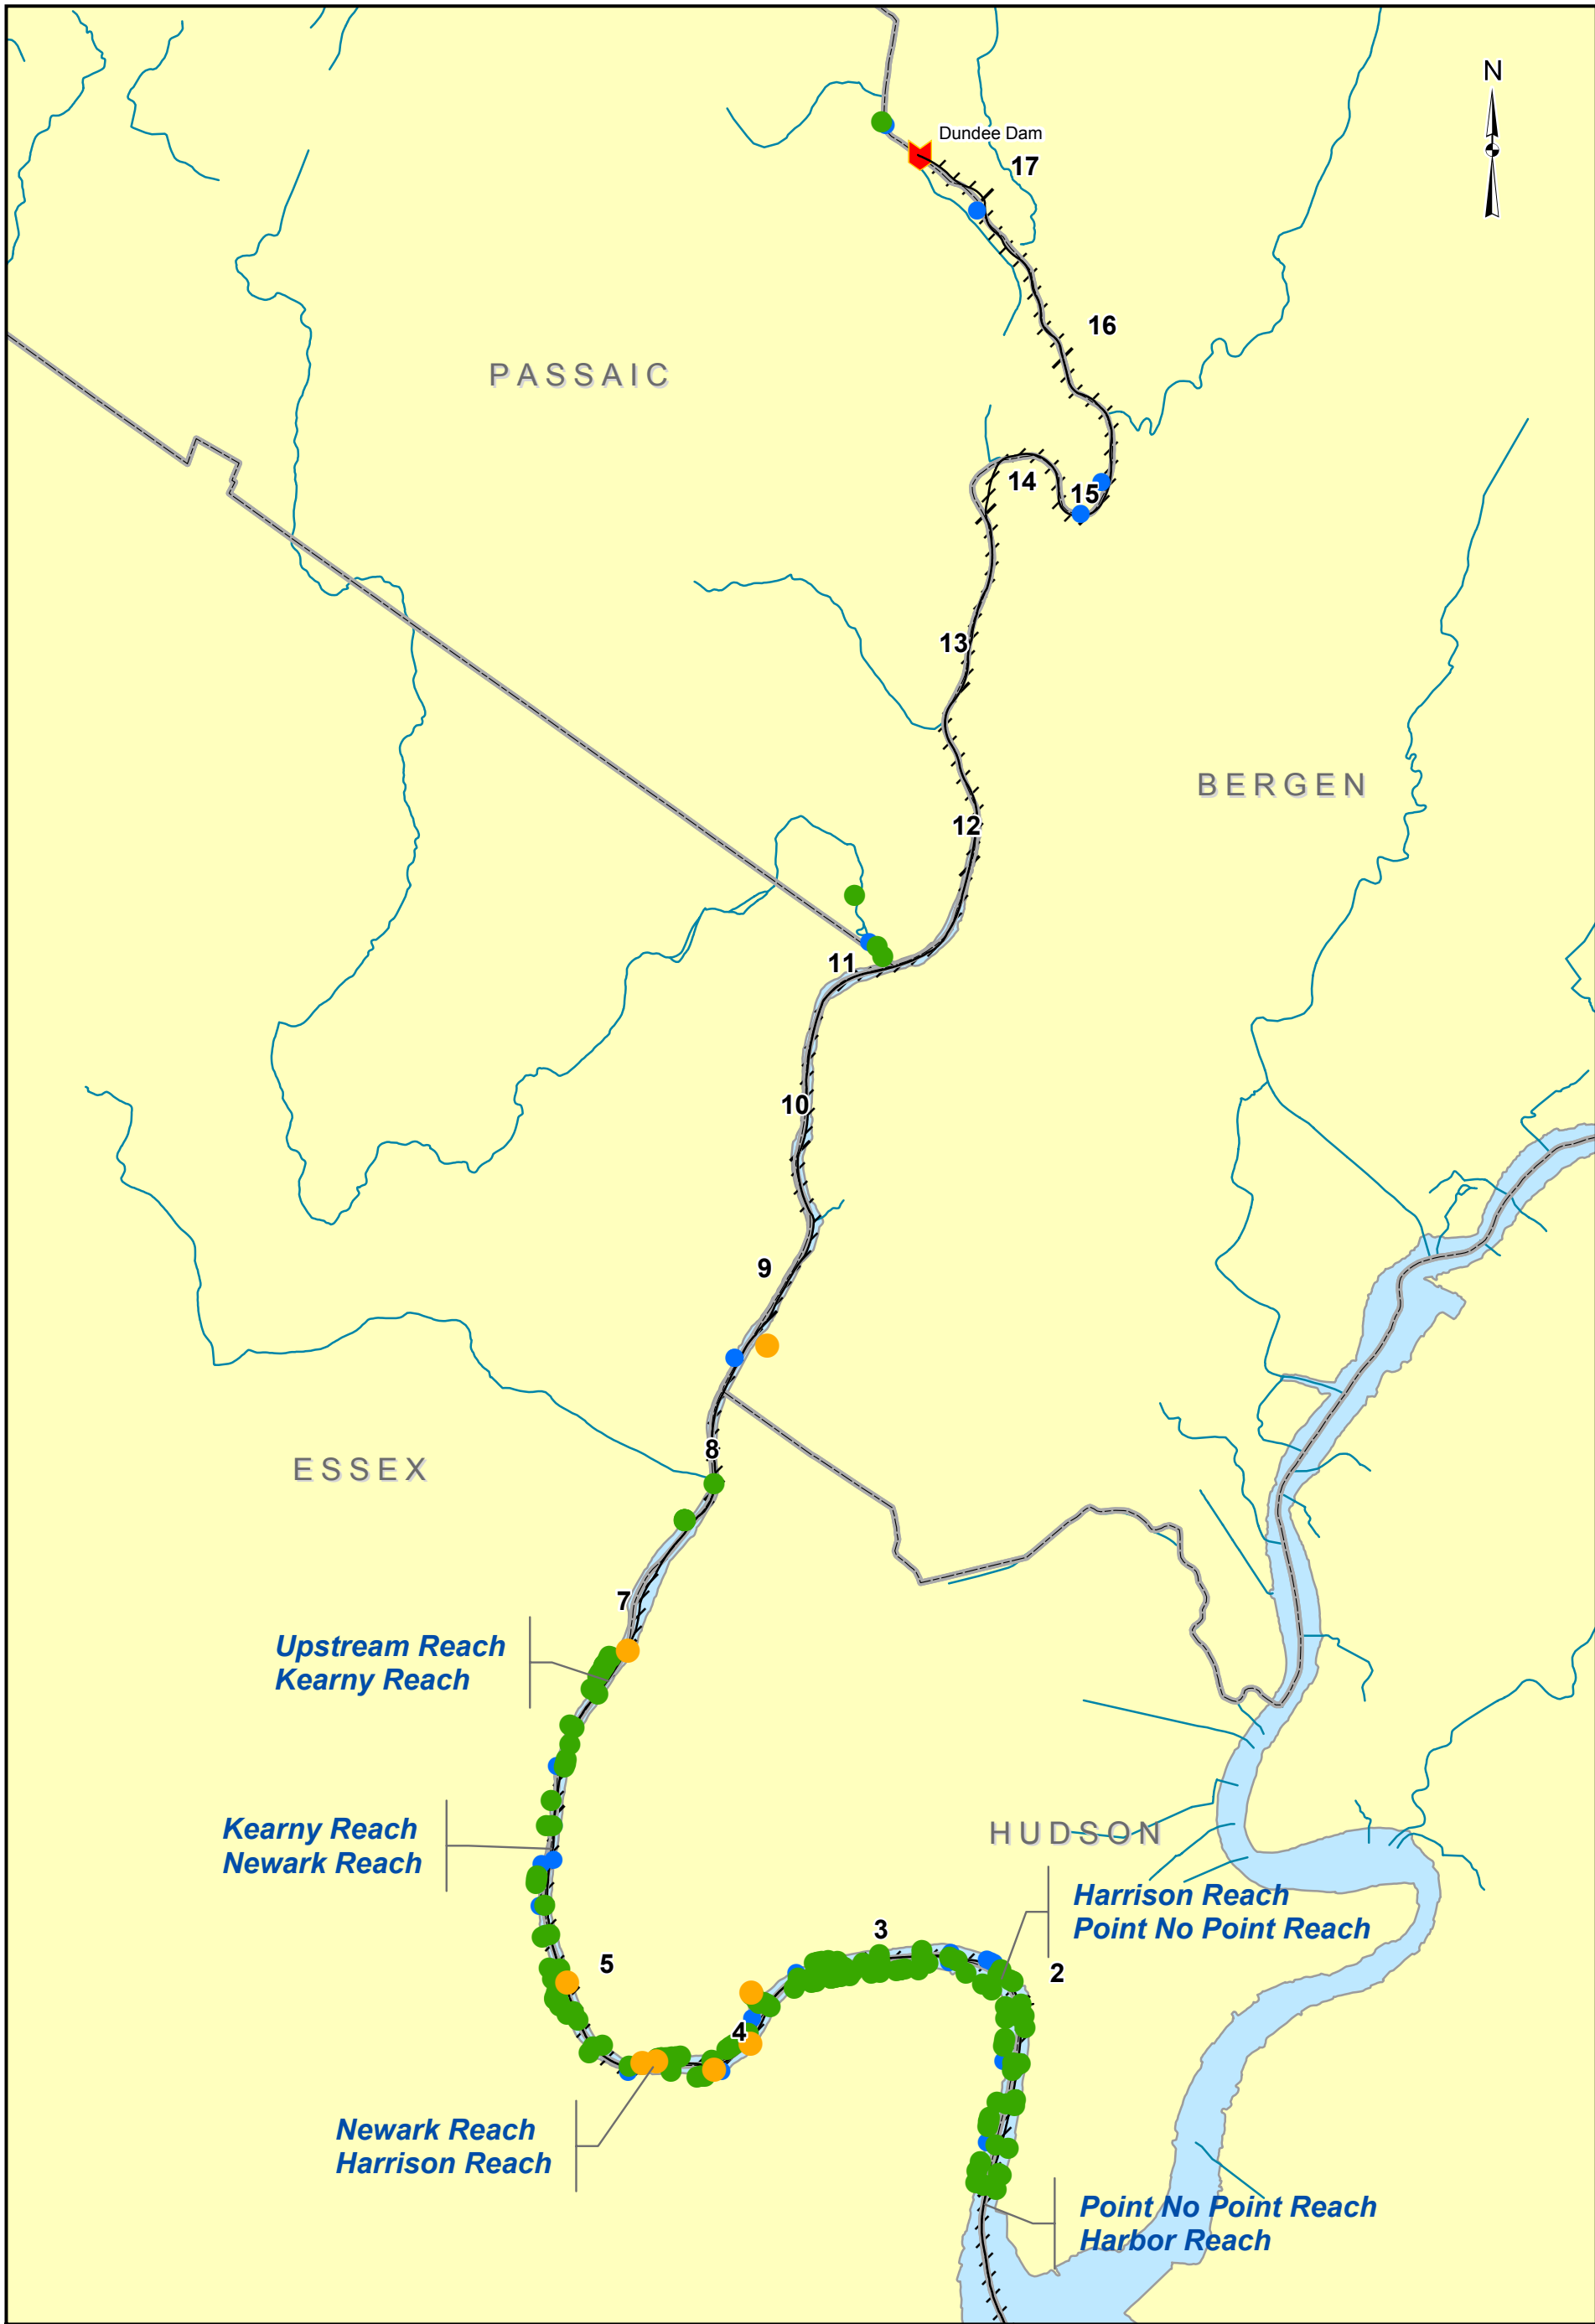 N
Dundee Dam
17
16
PASSAIC
14
15
13
BERGEN
12
11
10
9
8
ESSEX
7
Upstream Reach
Kearny Reach
Kearny Reach
Newark Reach
HUDSON
Harrison Reach
Point No Point Reach
3
5
2
4
Newark Reach
Harrison Reach
Point No Point Reach
Harbor Reach